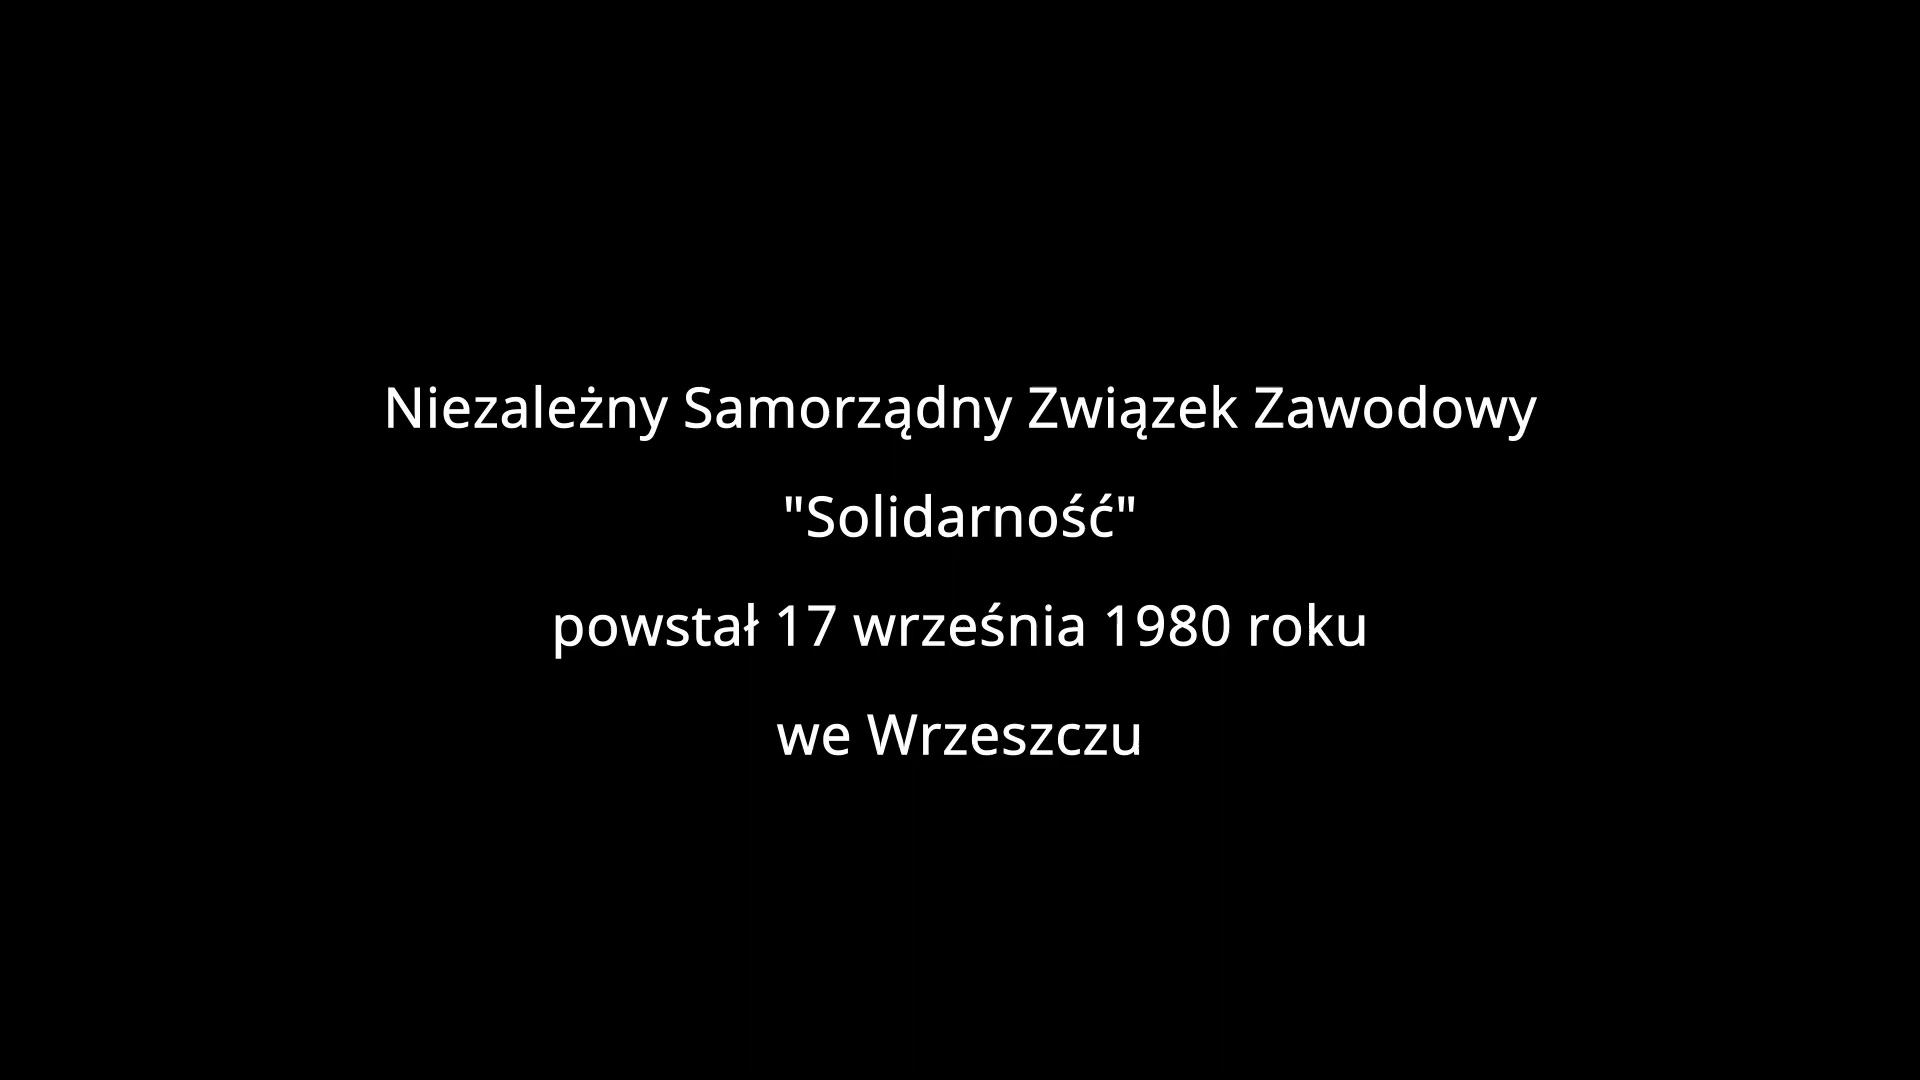 Niezależny Samorządny Związek Zawodowy
"Solidarność"
powstał 17 września 1980 roku
we Wrzeszczu